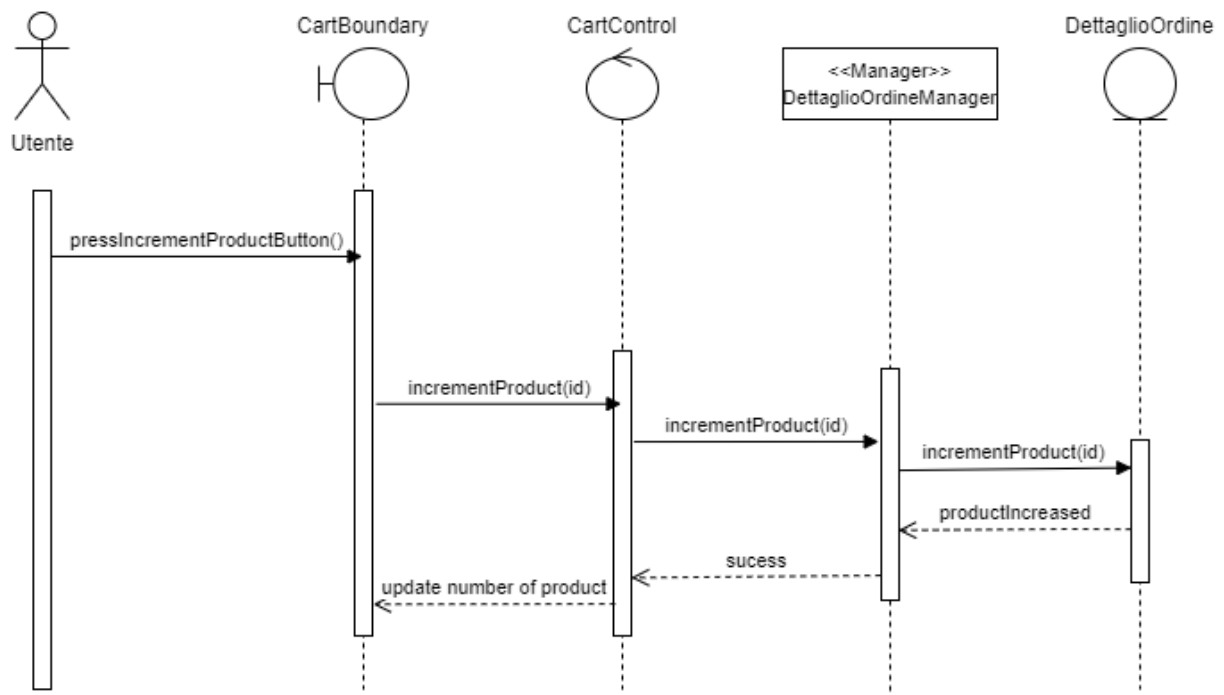 CartBoundary
CartControl
DettaglioOrdine
<<Manager>>
DettaglioOrdineManager
Utente
pressIncrementProductButton()
incrementProduct(id)
incrementProduct(id)
incrementProduct(id)
productIncreased
sucess
update number of product